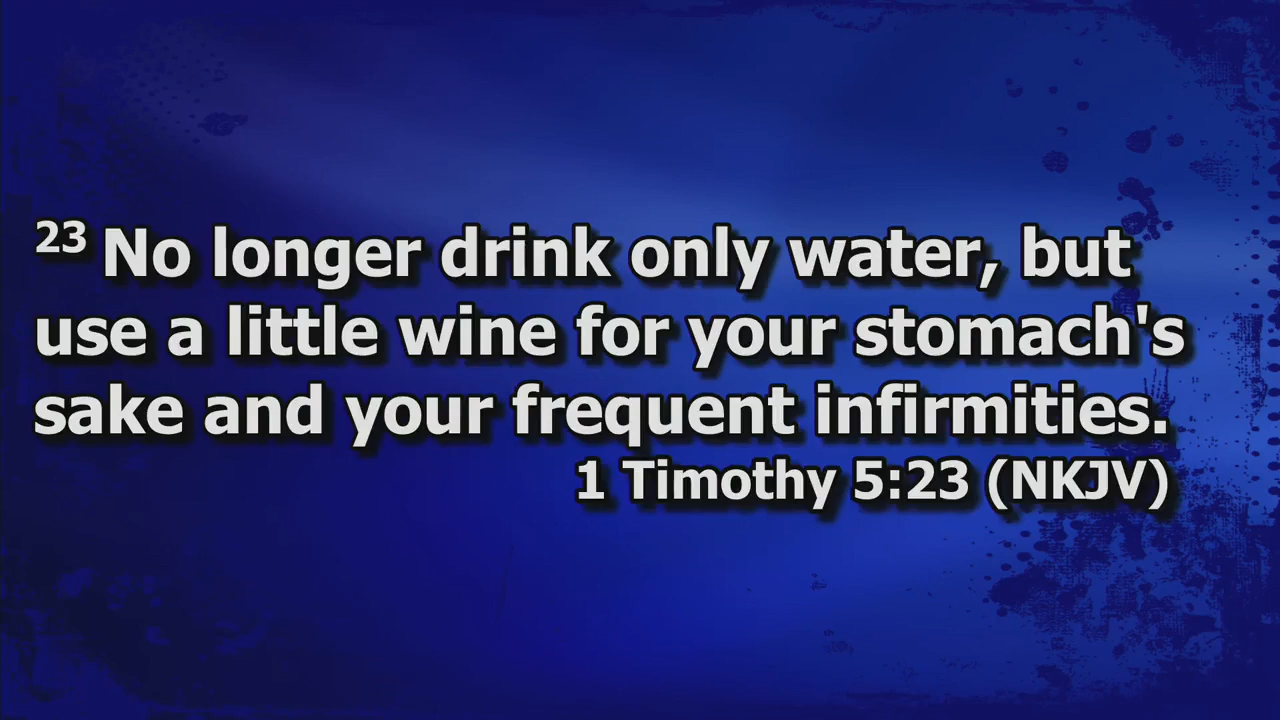 23 No longer drink only water, but
use a little wine for your stomach's
sake and your frequent infirmities.
1 Timothy 5:23 (NKJV)